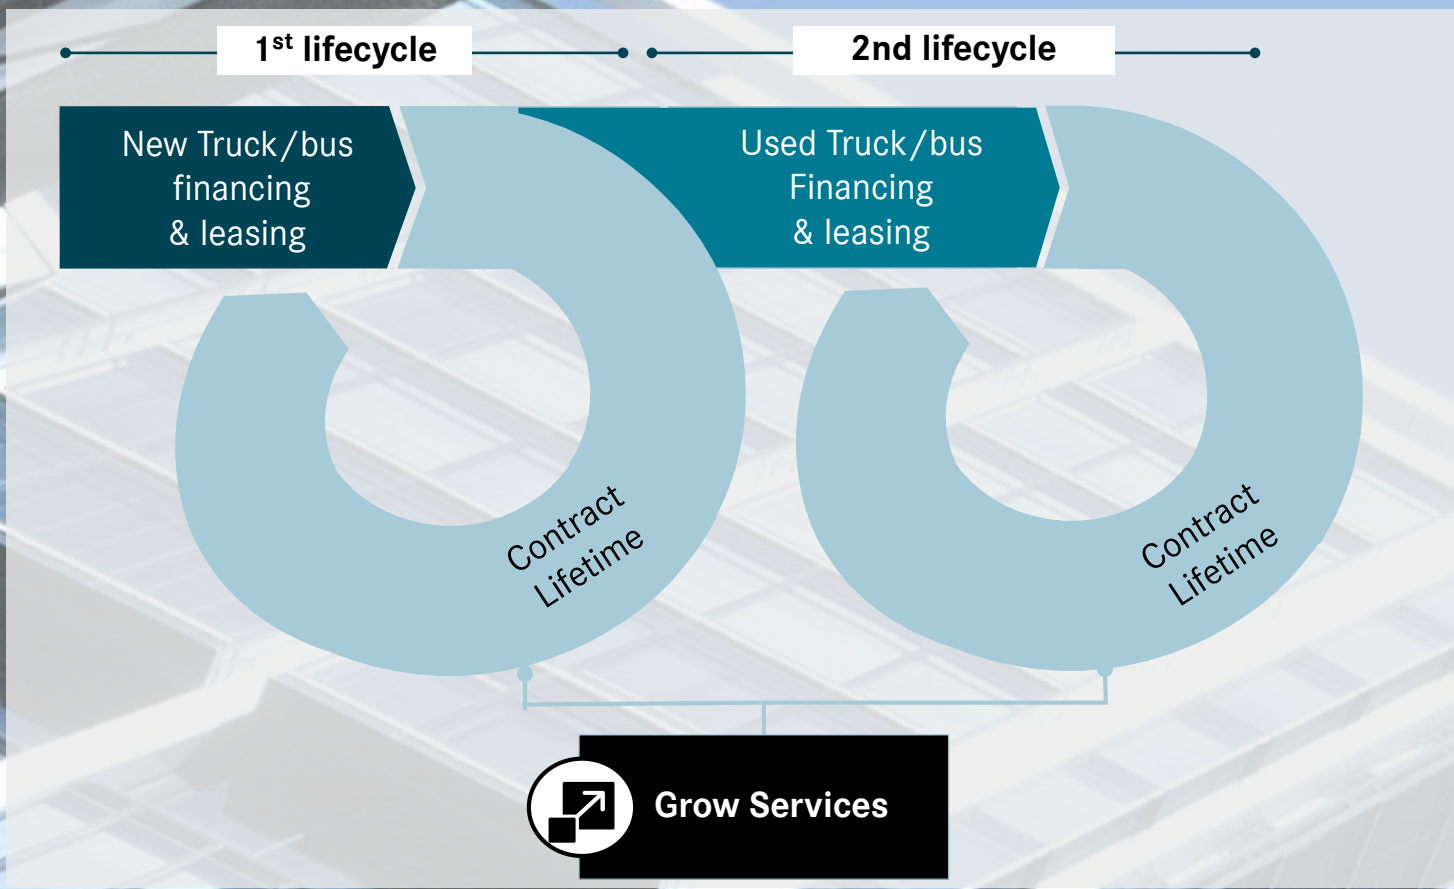 1st lifecycle
2nd lifecycle
New Truck/bus
financing
& leasing
Used Truck/bus
Financing
& leasing
Contract
Lifetime
Contract
Lifetime
Grow Services